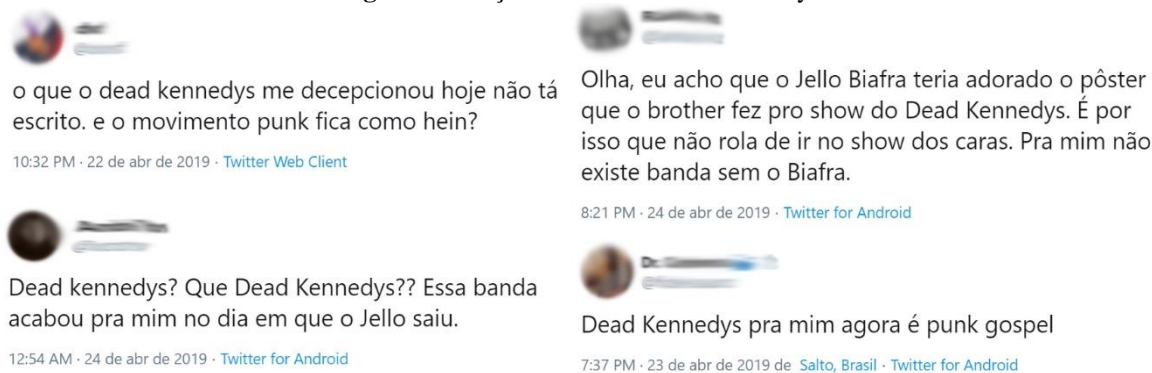 o que o dead kennedys me decepcionou hoje não tá
escrito. e o movimento punk fica como hein?
10:32 PM · 22 de abr de 2019 · Twitter Web Client
Dead kennedys? Que Dead Kennedys?? Essa banda
acabou pra mim no dia em que o Jello saiu.
12:54 AM · 24 de abr de 2019 · Twitter for Android
Olha, eu acho que o Jello Biafra teria adorado o pôster
que o brother fez pro show do Dead Kennedys. É por
isso que não rola de ir no show dos caras. Pra mim não
existe banda sem o Biafra.
8:21 PM · 24 de abr de 2019 · Twitter for Android
Dead Kennedys pra mim agora é punk gospel
7:37 PM · 23 de abr de 2019 de Salto, Brasil · Twitter for Android